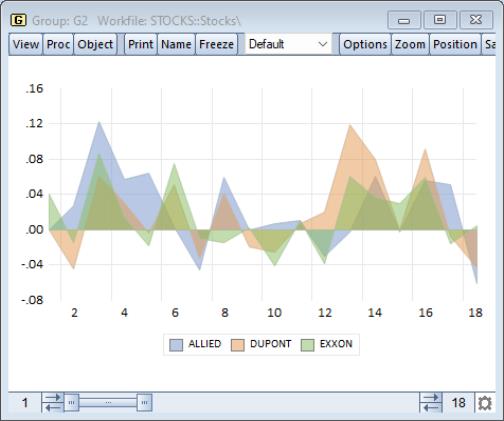 G Group: G2 Workfile: STOCKS::Stocks\
View Proc Object Print Name Freeze Default Options Zoom Position Sa
.16
.12
.08
.04
.00
-.04
-.08
2 4 6 8 10 12 14 16 18
ALLIED DUPONT EXXON
1 18